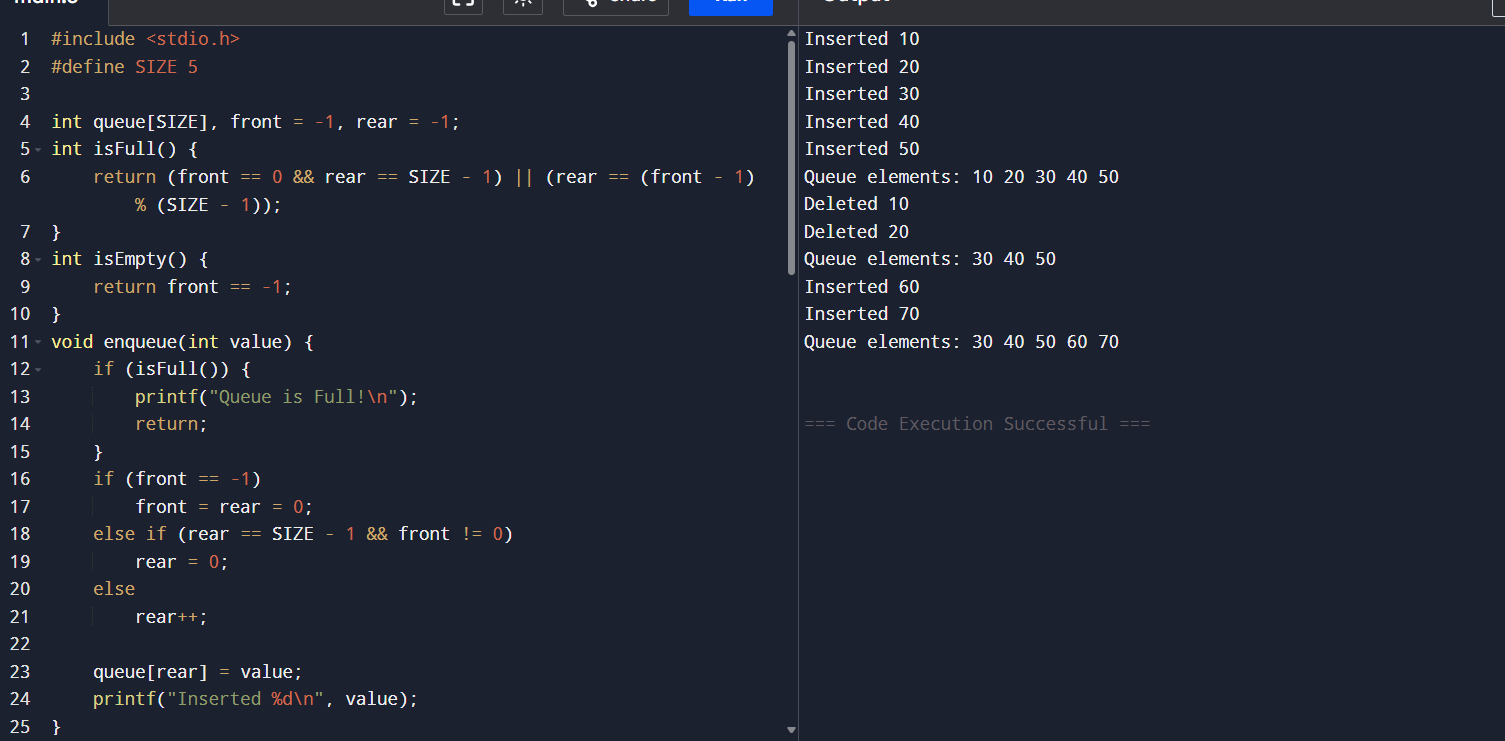 1 #include <stdio.h>
2 #define SIZE 5
3
4 int queue[SIZE], front = -1, rear = -1;
5 int isFull() {
6 return (front == 0 && rear == SIZE - 1) || (rear == (front - 1)
% (SIZE - 1));
7 }
8 int isEmpty() {
9 return front == -1;
10 }
11 void enqueue(int value) {
12 if (isFull()) {
13 printf("Queue is Full!\n");
14 return;
15 }
16 if (front == -1)
17 front = rear = 0;
18 else if (rear == SIZE - 1 && front != 0)
19 rear = 0;
20 else
21 rear++;
22
23 queue[rear] = value;
24 printf("Inserted %d\n", value);
25 }
Inserted 10
Inserted 20
Inserted 30
Inserted 40
Inserted 50
Queue elements: 10 20 30 40 50
Deleted 10
Deleted 20
Queue elements: 30 40 50
Inserted 60
Inserted 70
Queue elements: 30 40 50 60 70
=== Code Execution Successful ===